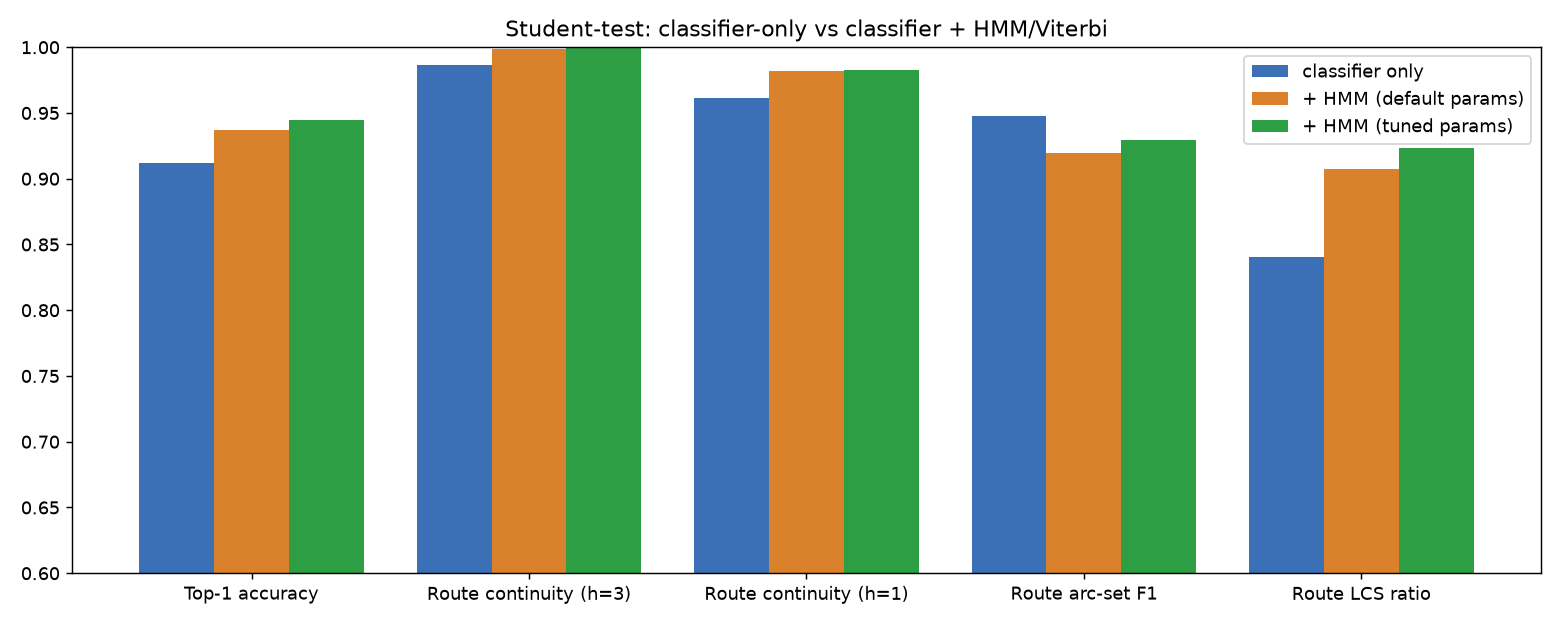 Student-test: classifier-only vs classifier + HMM/Viterbi
classifier only
+ HMM (default params)
+ HMM (tuned params)
1.00
0.95
0.90
0.85
0.80
0.75
0.70
0.65
0.60
Top-1 accuracy
Route continuity (h=3)
Route continuity (h=1)
Route arc-set F1
Route LCS ratio